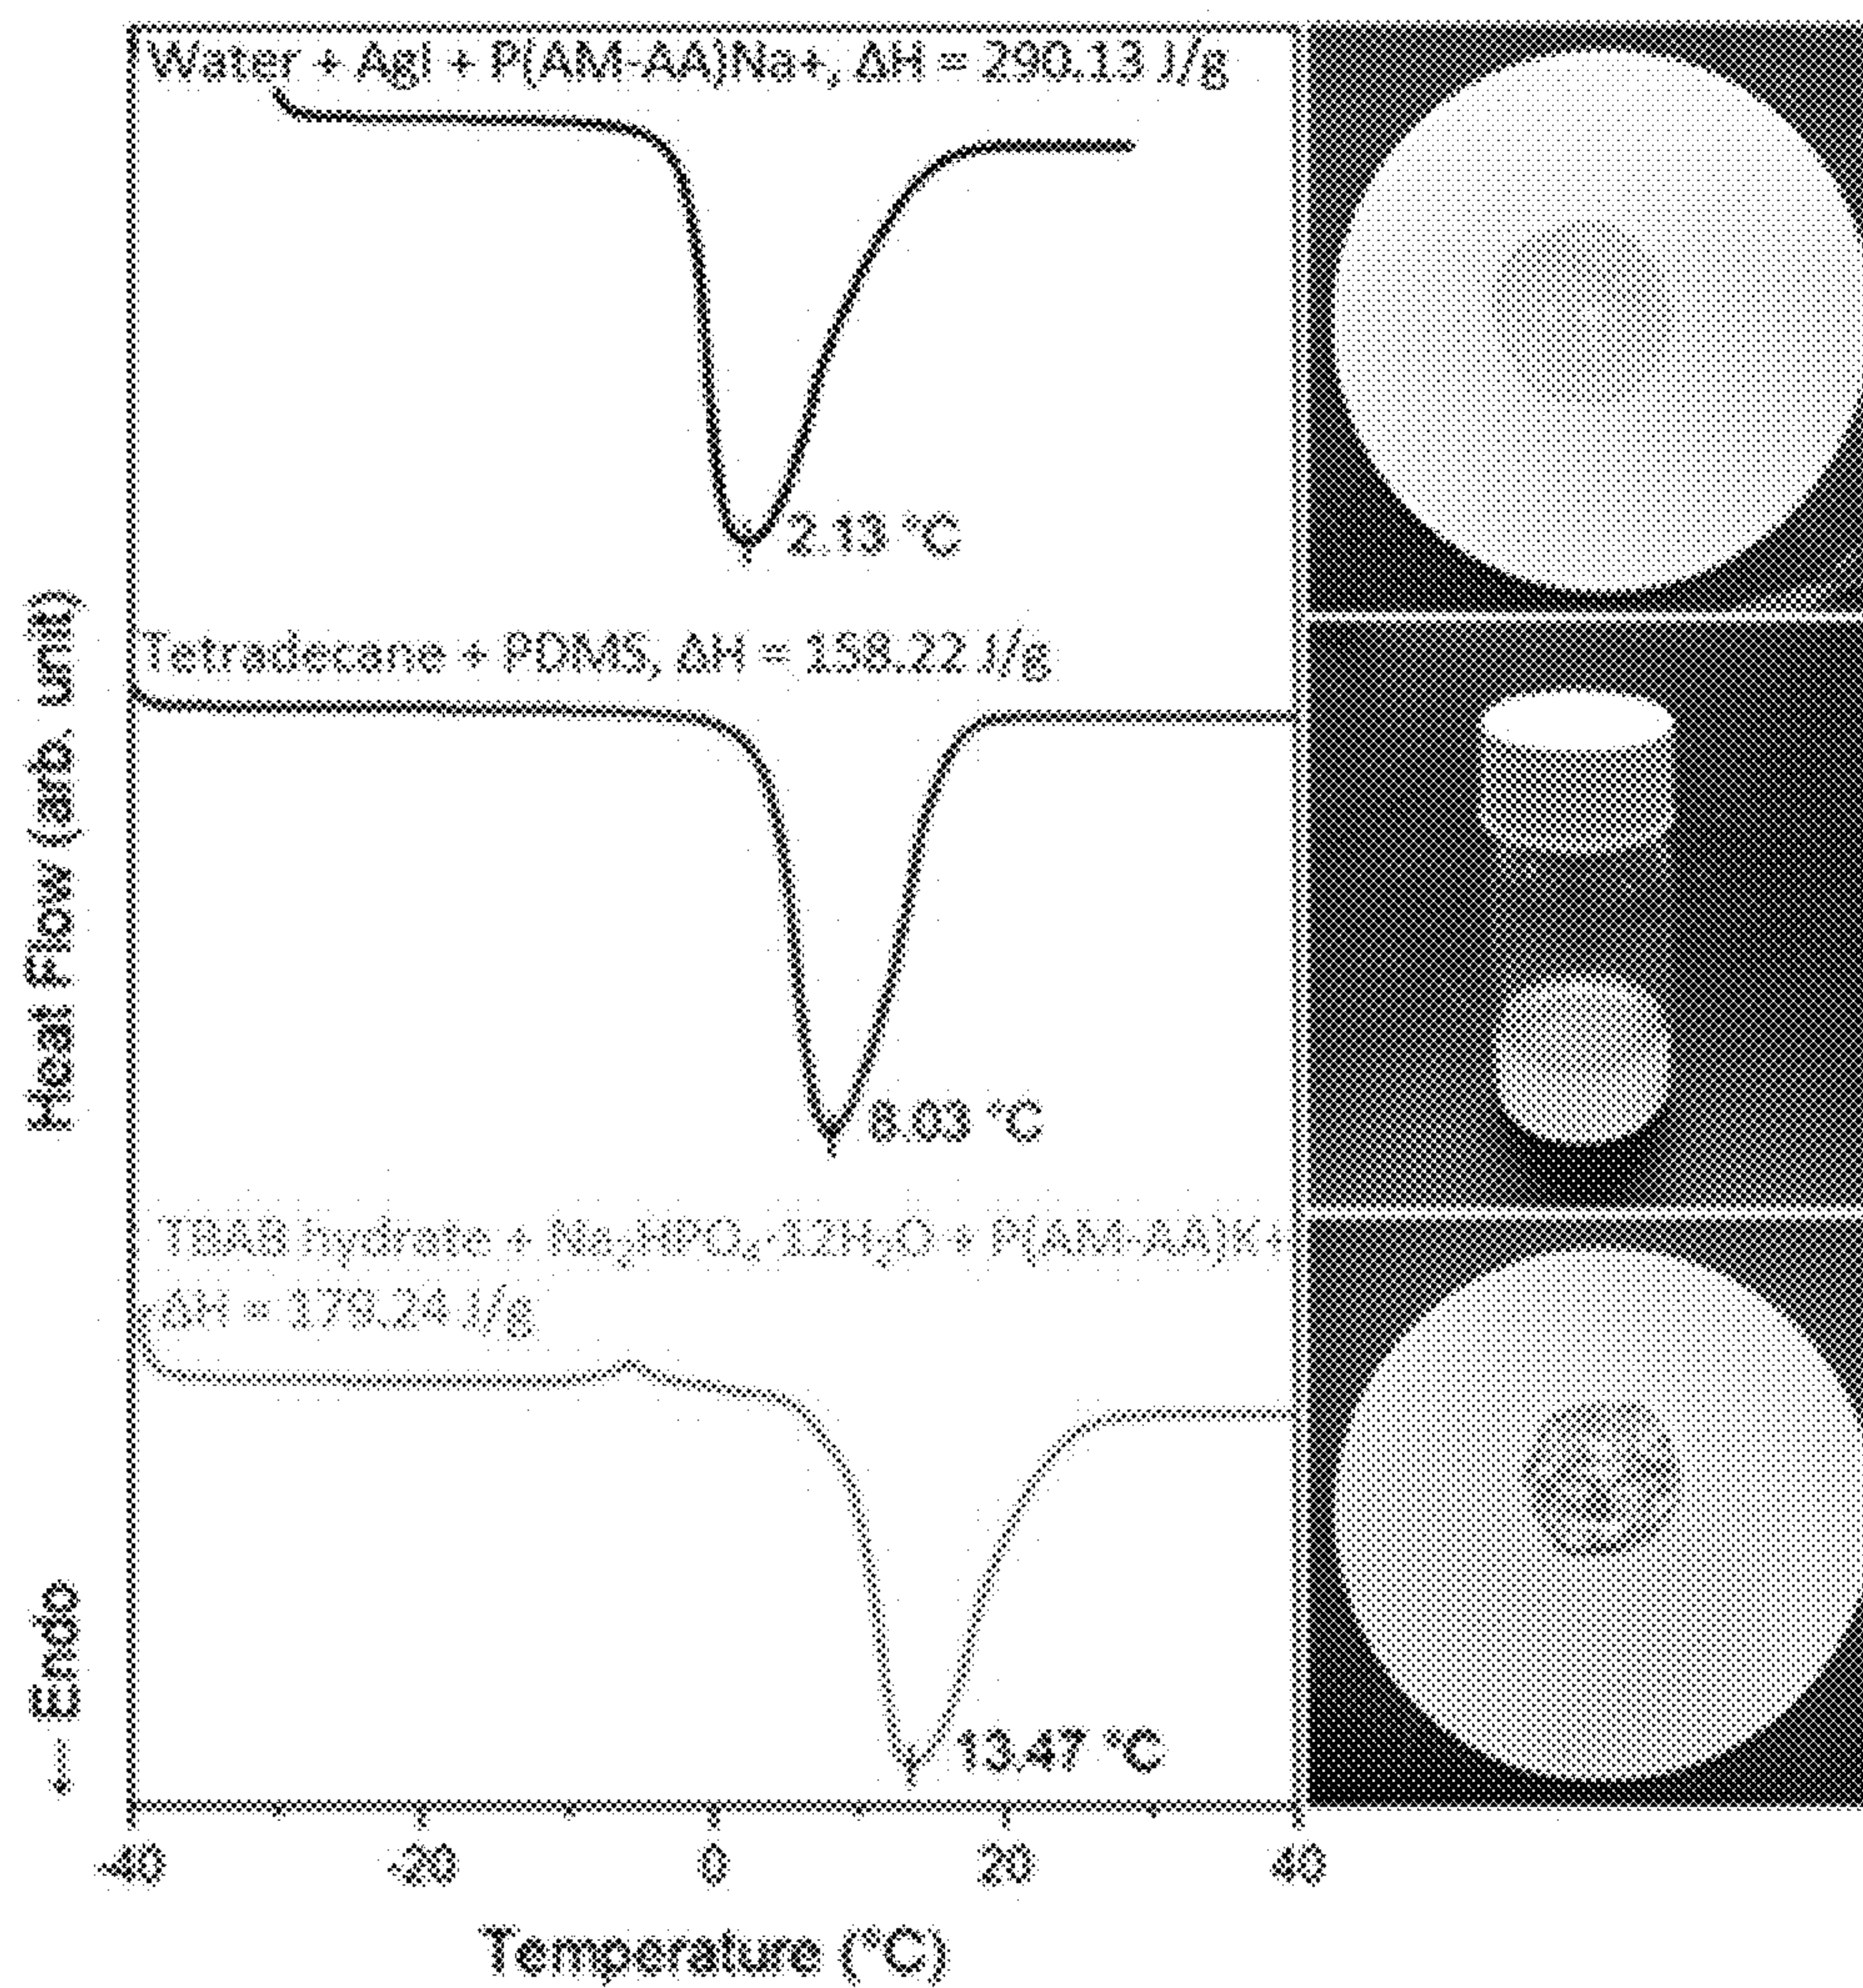 Water + AgI + P(AM-AA)Na+, ΔH = 290.13 J/g
2.13 °C
Tetradecane + PDMS, ΔH = 158.22 J/g
8.03 °C
TBAB hydrate + Na₂HPO₄·12H₂O + P(AM-AA)K+
ΔH = 179.24 J/g
13.47 °C
Heat Flow (arb. unit)
← Endo
-40 -20 0 20 40
Temperature (°C)